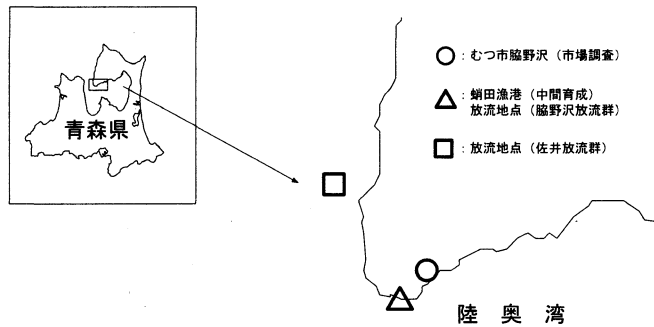 青森県
：むつ市脇野沢（市場調査）
：蛸田漁港（中間育成）
放流地点（脇野沢放流群）
：放流地点（佐井放流群）
陸奥湾